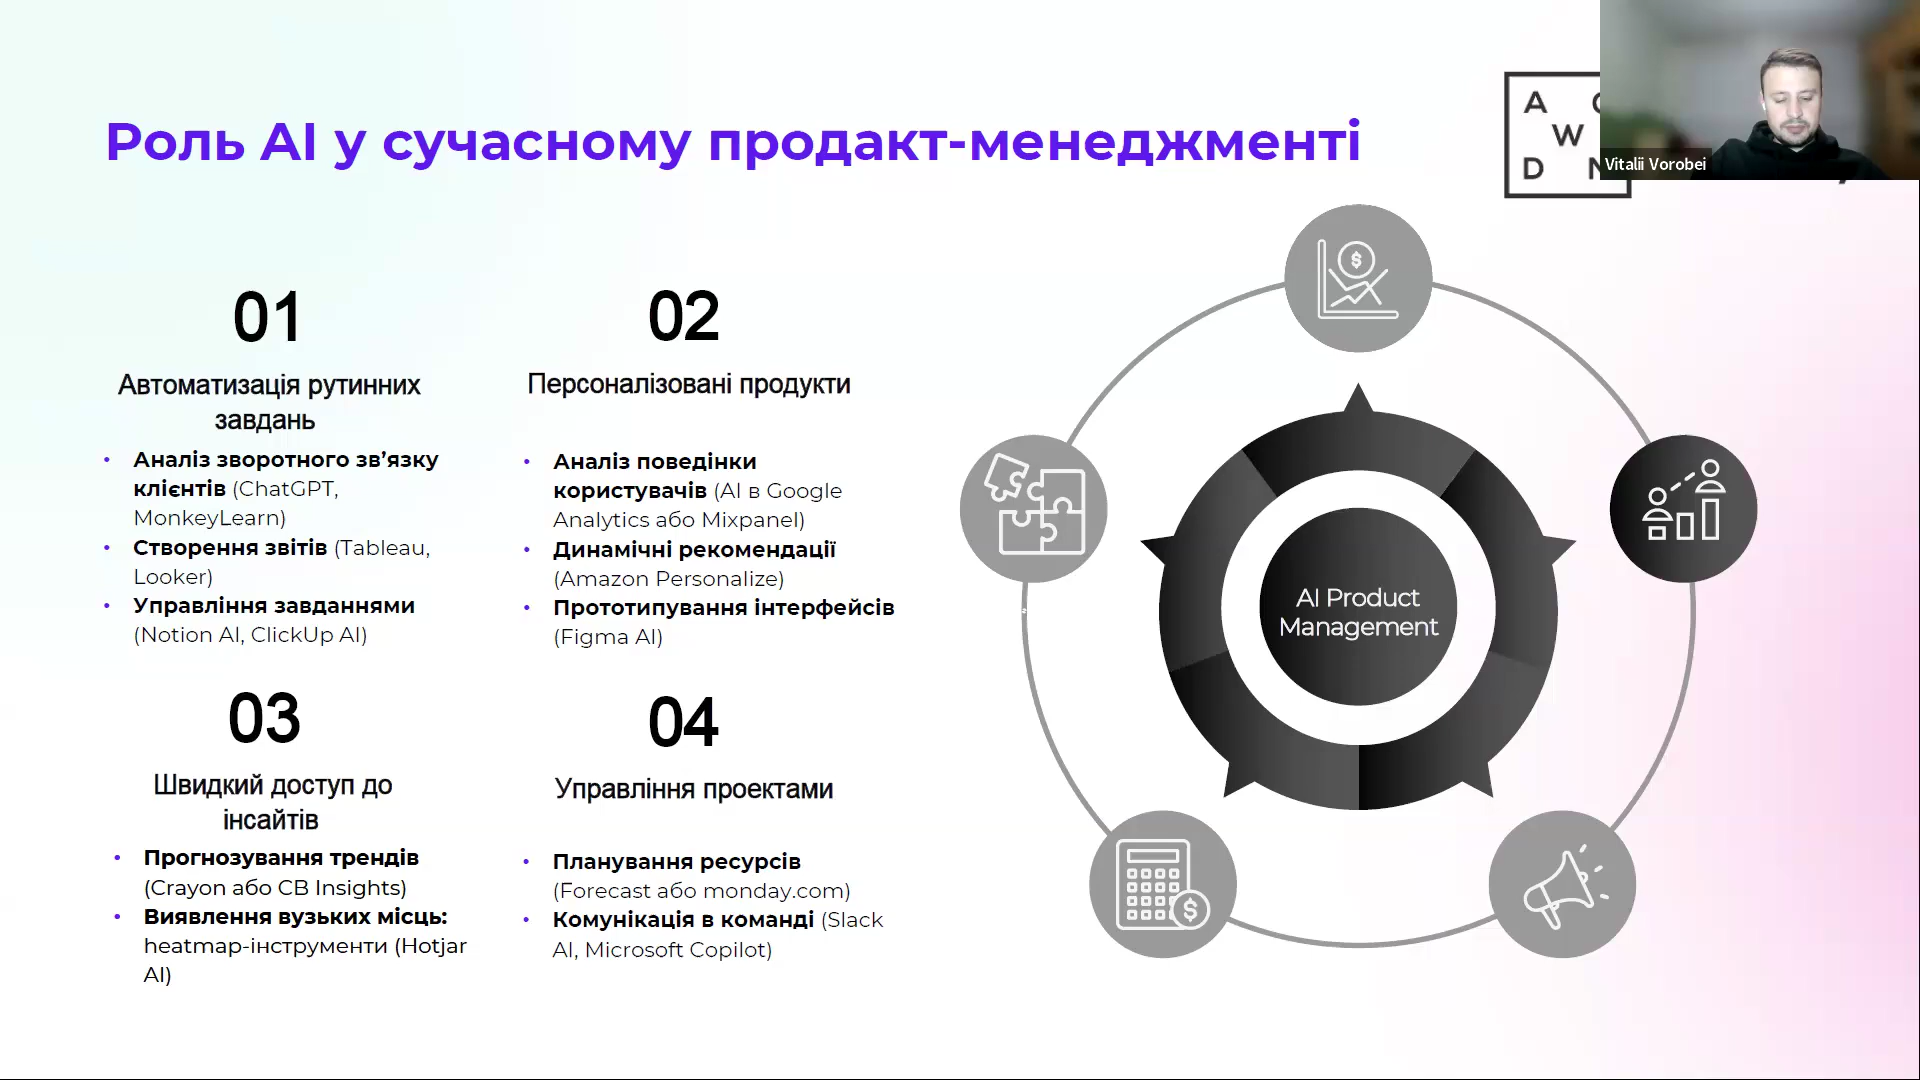 Роль AI у сучасному продакт-менеджменті
A
W
D
Vitalii Vorobei
01
Автоматизація рутинних
завдань
• Аналіз зворотного зв’язку
клієнтів (ChatGPT,
MonkeyLearn)
• Створення звітів (Tableau,
Looker)
• Управління завданнями
(Notion AI, ClickUp AI)
02
Персоналізовані продукти
• Аналіз поведінки
користувачів (AI в Google
Analytics або Mixpanel)
• Динамічні рекомендації
(Amazon Personalize)
• Прототипування інтерфейсів
(Figma AI)
03
Швидкий доступ до
інсайтів
• Прогнозування трендів
(Crayon або CB Insights)
• Виявлення вузьких місць:
heatmap-інструменти (Hotjar
AI)
04
Управління проектами
• Планування ресурсів
(Forecast або monday.com)
• Комунікація в команді (Slack
AI, Microsoft Copilot)
AI Product
Management